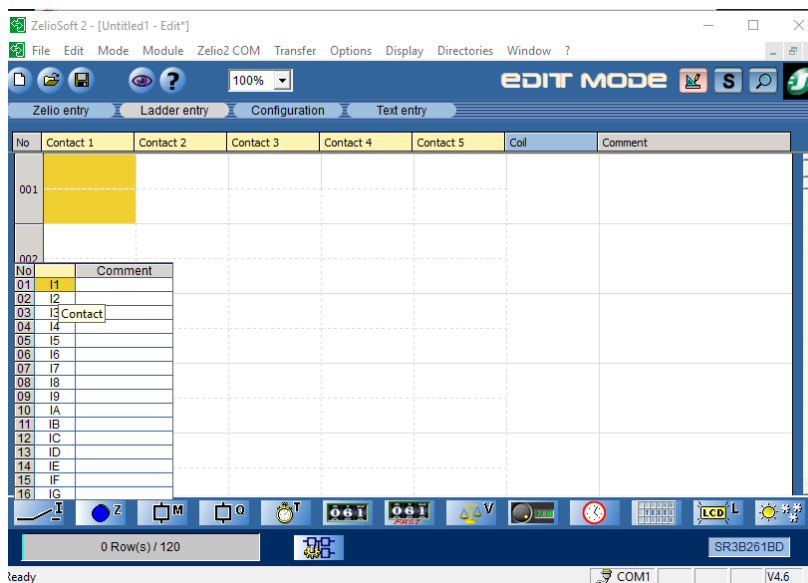 ZelioSoft 2 - [Untitled1 - Edit*]
File Edit Mode Module Zelio2 COM Transfer Options Display Directories Window ?
100% EDIT MODE S
Zelio entry Ladder entry Configuration Text entry
No Contact 1 Contact 2 Contact 3 Contact 4 Contact 5 Coil Comment
001
002
No Comment
01 I1
02 I2
03 I3 Contact
04 I4
05 I5
06 I6
07 I7
08 I8
09 I9
10 IA
11 IB
12 IC
13 ID
14 IE
15 IF
16 IG
I Z M Q T 061 061 FAST V LCD L
0 Row(s) / 120 SR3B261BD
Ready COM1 V4.6